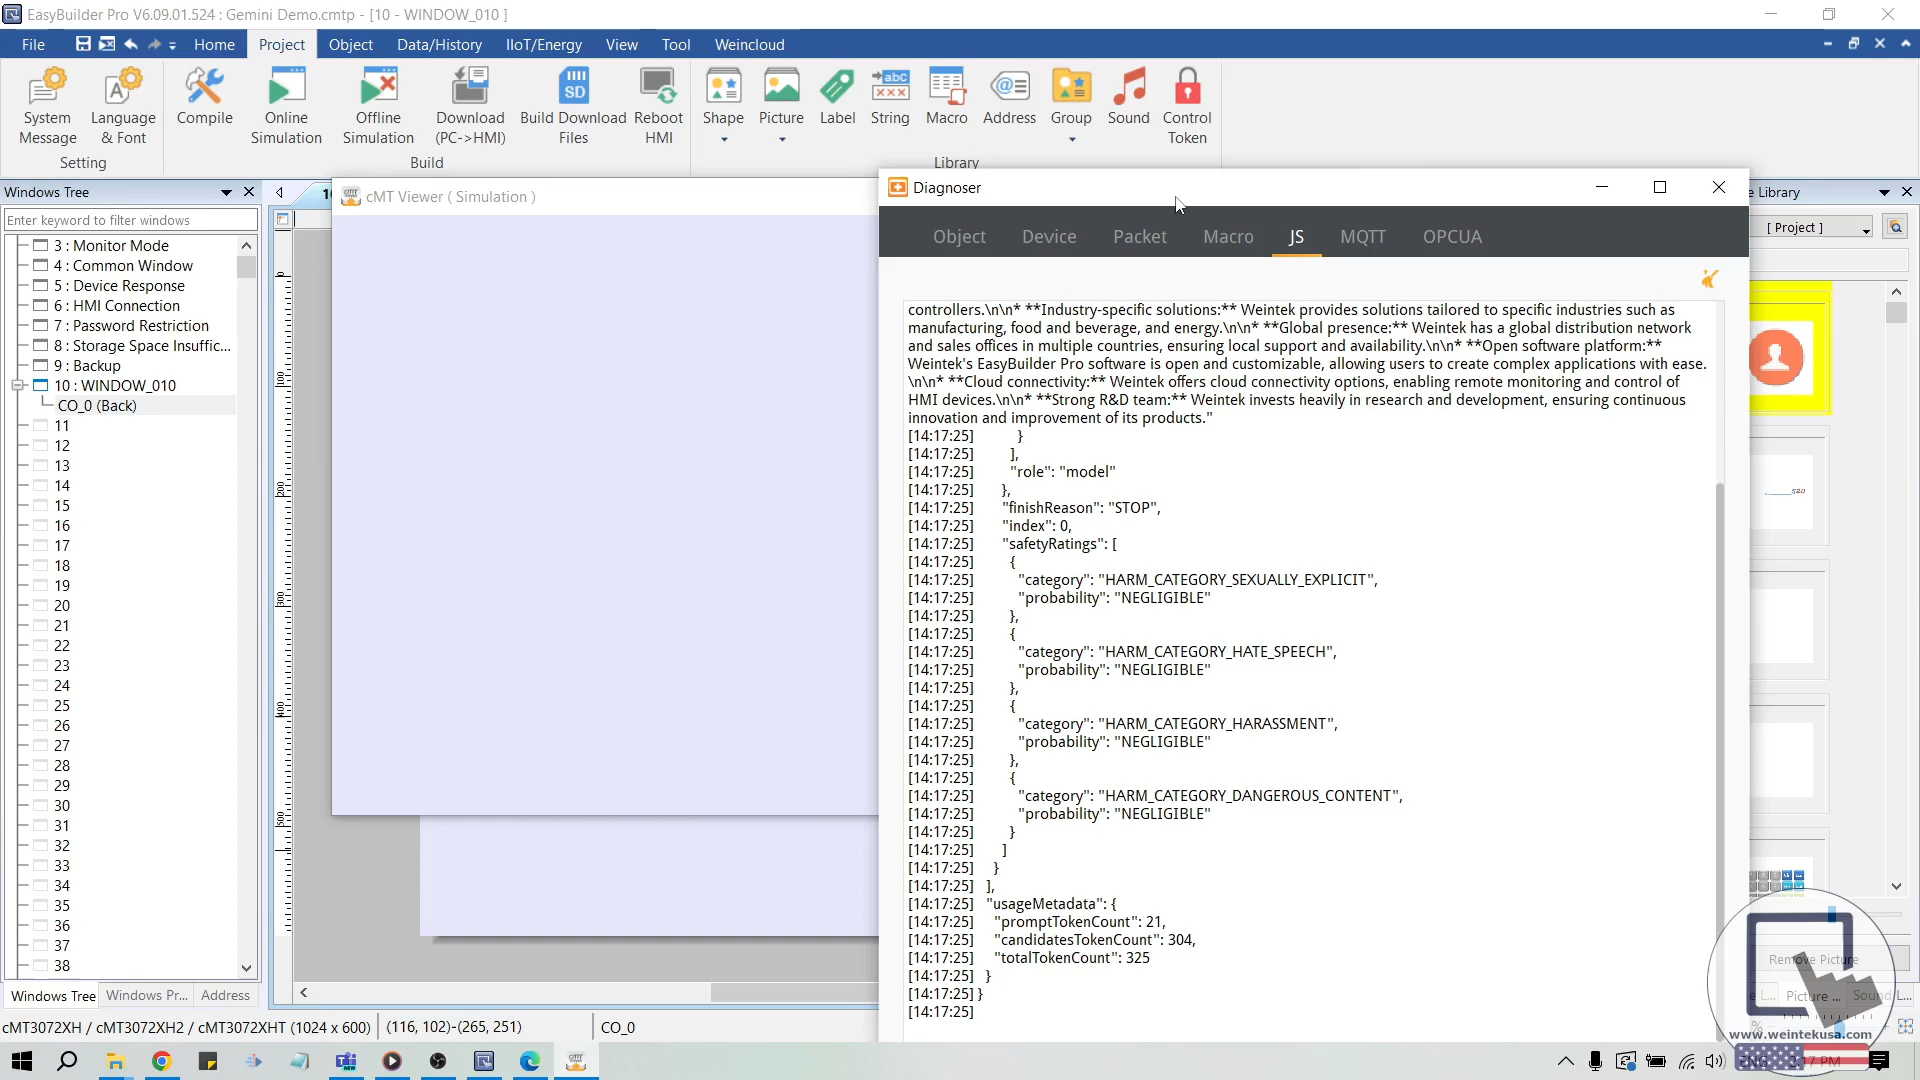 EasyBuilder Pro V6.09.01.524 : Gemini Demo.cmtp - [10 - WINDOW_010 ]
File Home Project Object Data/History IIoT/Energy View Tool Weincloud
System Message
Language & Font
Compile
Online Simulation
Offline Simulation
Download (PC->HMI)
Build Download Files
Reboot HMI
Shape
Picture
Label
String
Macro
Address
Group
Sound
Control Token
Setting
Build
Library
Windows Tree
Enter keyword to filter windows
3 : Monitor Mode
4 : Common Window
5 : Device Response
6 : HMI Connection
7 : Password Restriction
8 : Storage Space Insuffic...
9 : Backup
10 : WINDOW_010
CO_0 (Back)
11
12
13
14
15
16
17
18
19
20
21
22
23
24
25
26
27
28
29
30
31
32
33
34
35
36
37
38
Windows Tree Windows Pr... Address
cMT Viewer ( Simulation )
0
100
200
300
400
500
Diagnoser
Object Device Packet Macro JS MQTT OPCUA
controllers.\n\n* **Industry-specific solutions:** Weintek provides solutions tailored to specific industries such as
manufacturing, food and beverage, and energy.\n\n* **Global presence:** Weintek has a global distribution network
and sales offices in multiple countries, ensuring local support and availability.\n\n* **Open software platform:**
Weintek's EasyBuilder Pro software is open and customizable, allowing users to create complex applications with ease.
\n\n* **Cloud connectivity:** Weintek offers cloud connectivity options, enabling remote monitoring and control of
HMI devices.\n\n* **Strong R&D team:** Weintek invests heavily in research and development, ensuring continuous
innovation and improvement of its products."
[14:17:25] }
[14:17:25] ],
[14:17:25] "role": "model"
[14:17:25] },
[14:17:25] "finishReason": "STOP",
[14:17:25] "index": 0,
[14:17:25] "safetyRatings": [
[14:17:25] {
[14:17:25] "category": "HARM_CATEGORY_SEXUALLY_EXPLICIT",
[14:17:25] "probability": "NEGLIGIBLE"
[14:17:25] },
[14:17:25] {
[14:17:25] "category": "HARM_CATEGORY_HATE_SPEECH",
[14:17:25] "probability": "NEGLIGIBLE"
[14:17:25] },
[14:17:25] {
[14:17:25] "category": "HARM_CATEGORY_HARASSMENT",
[14:17:25] "probability": "NEGLIGIBLE"
[14:17:25] },
[14:17:25] {
[14:17:25] "category": "HARM_CATEGORY_DANGEROUS_CONTENT",
[14:17:25] "probability": "NEGLIGIBLE"
[14:17:25] }
[14:17:25] ]
[14:17:25] }
[14:17:25] ],
[14:17:25] "usageMetadata": {
[14:17:25] "promptTokenCount": 21,
[14:17:25] "candidatesTokenCount": 304,
[14:17:25] "totalTokenCount": 325
[14:17:25] }
[14:17:25] }
[14:17:25]
Library
[ Project ]
Remove Picture
Picture ... Sound L...
www.weintekusa.com
cMT3072XH / cMT3072XH2 / cMT3072XHT (1024 x 600) (116, 102)-(265, 251) CO_0